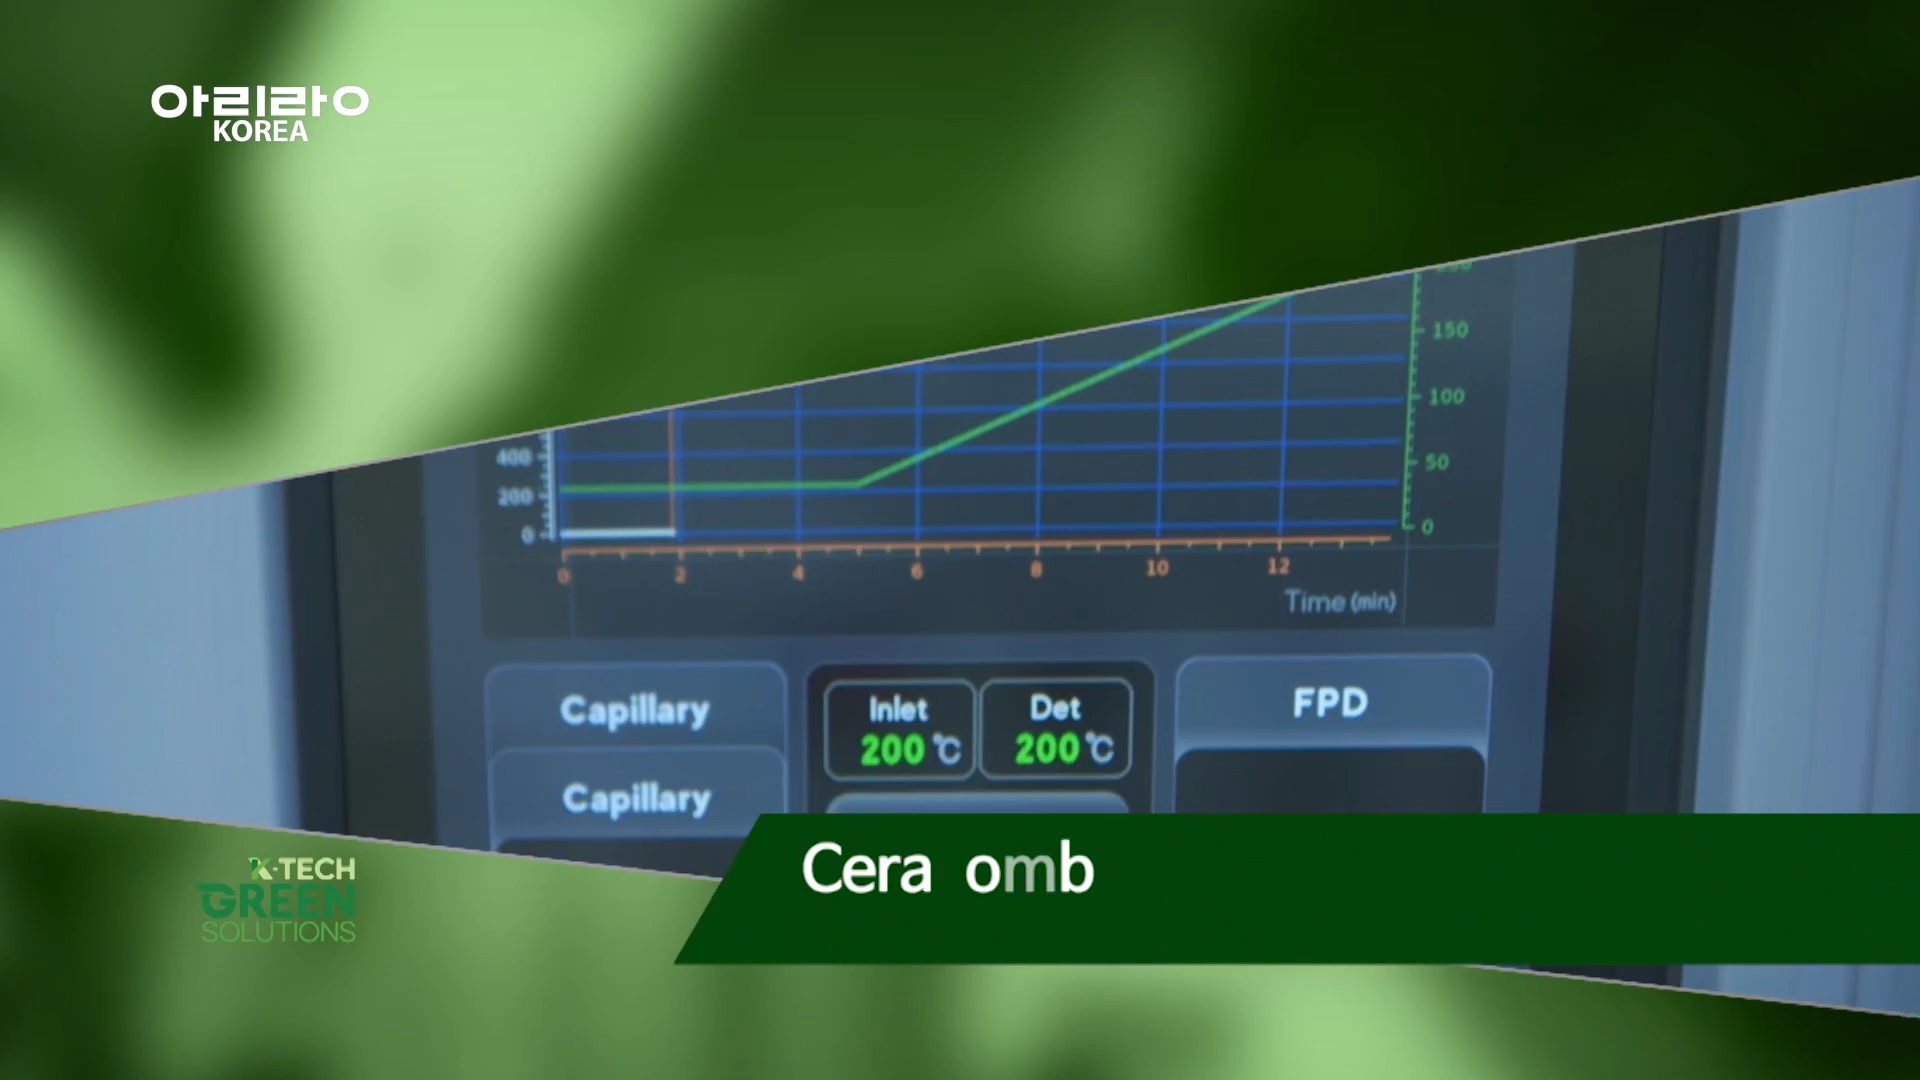 아리랑
KOREA
150
100
50
0
400
200
0
0 2 4 6 8 10 12
Time (min)
Capillary
Inlet
200 ℃
Det
200 ℃
FPD
Capillary
Cera omb
K-TECH
GREEN
SOLUTIONS